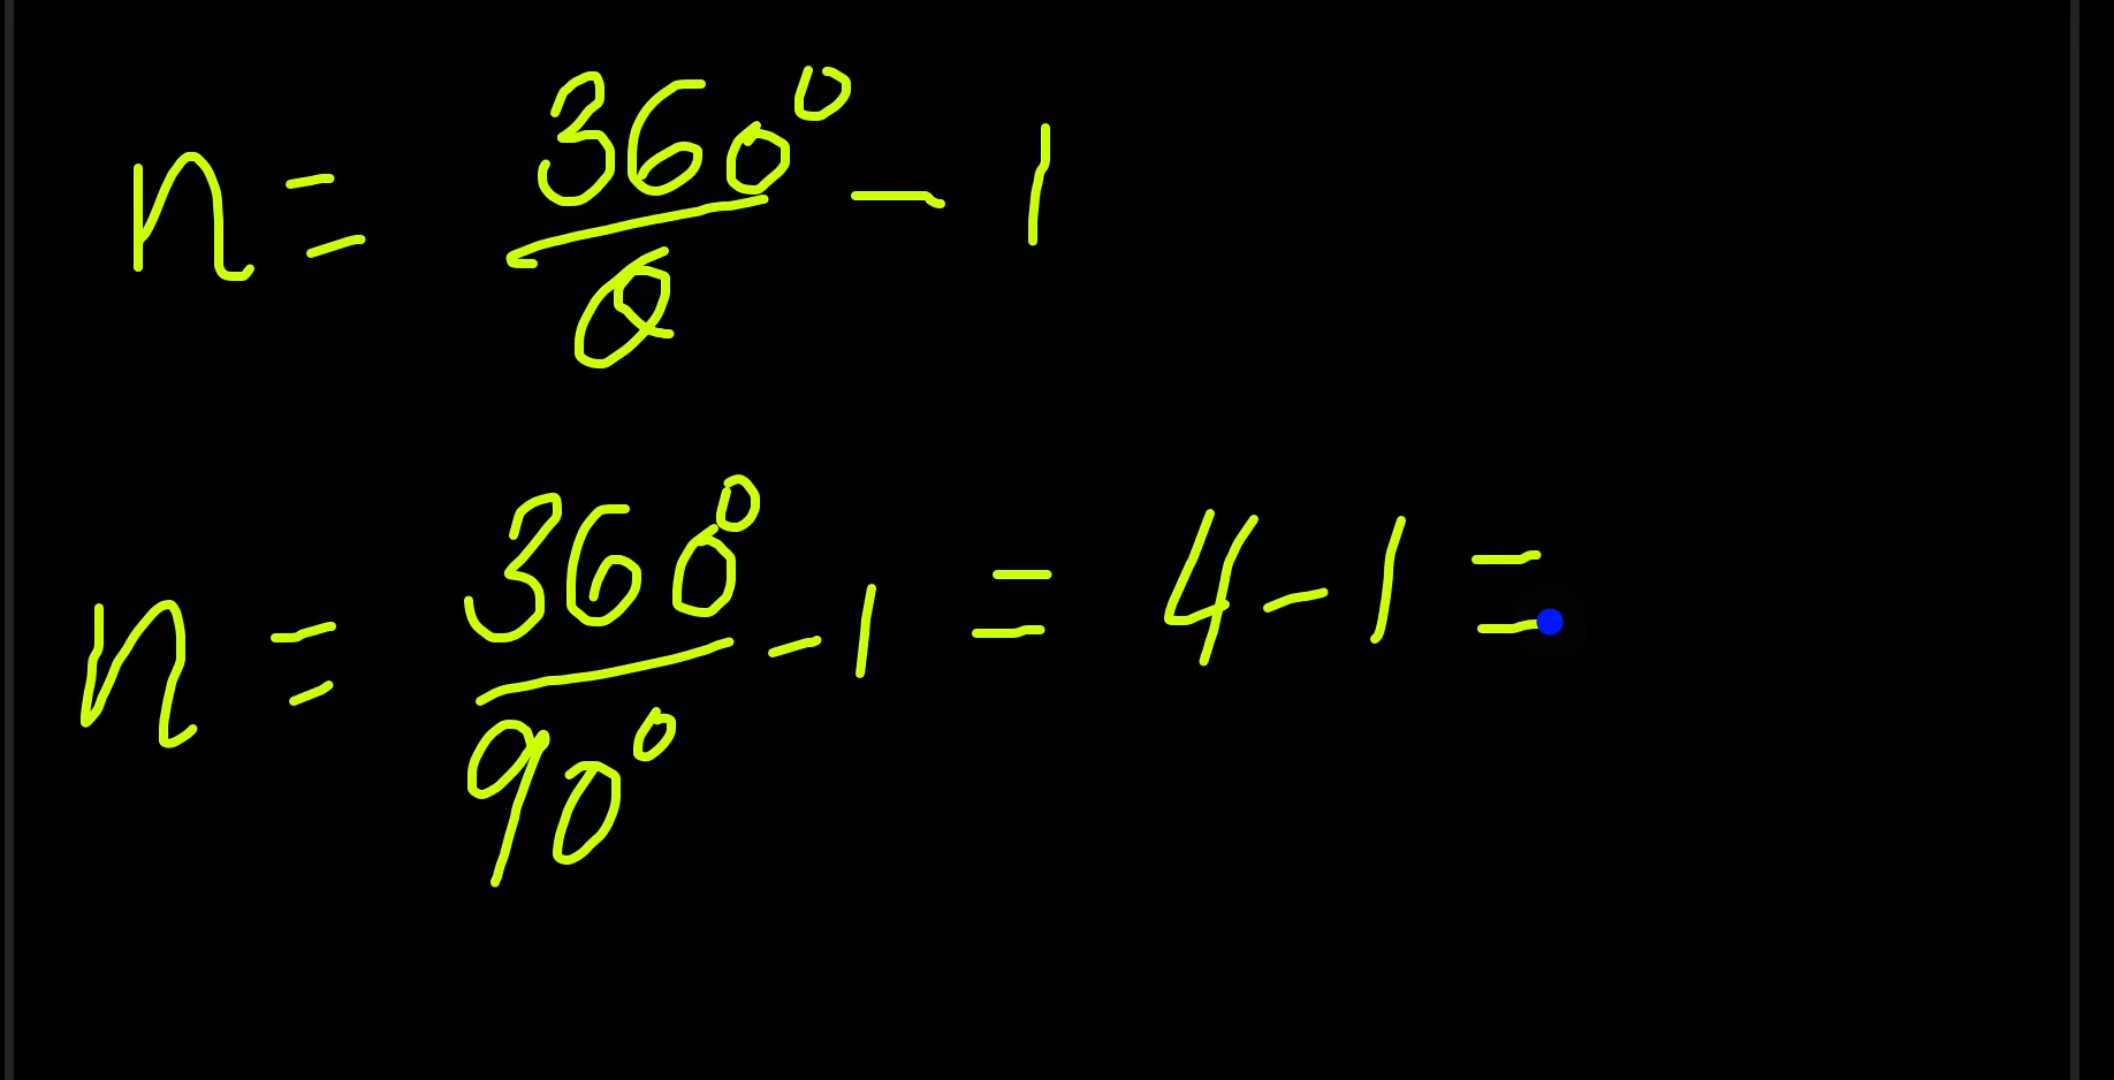 n = 360°/θ - 1
n = 360°/90° - 1 = 4 - 1 =